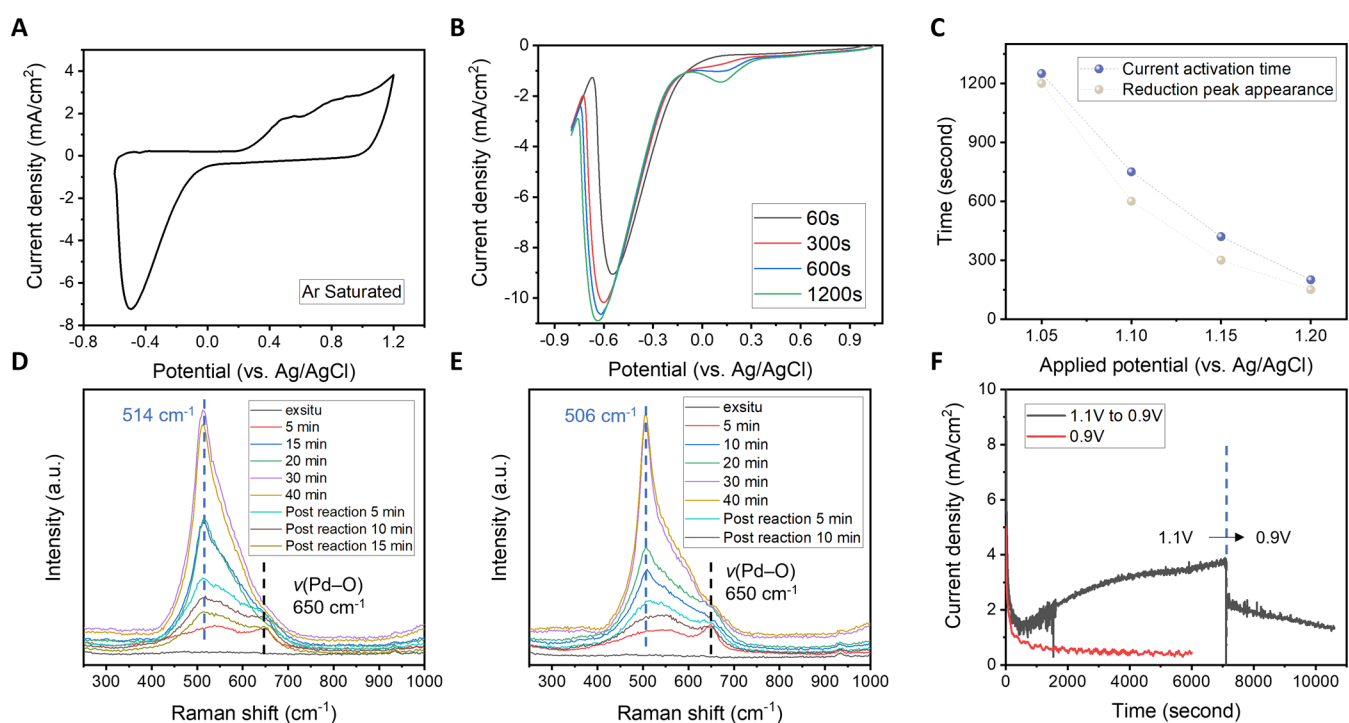 A
Current density (mA/cm²)
4
2
0
-2
-4
-6
-8
-0.8
-0.4
0.0
0.4
0.8
1.2
Ar Saturated
Potential (vs. Ag/AgCl)
B
Current density (mA/cm²)
0
-2
-4
-6
-8
-10
-0.9
-0.6
-0.3
0.0
0.3
0.6
0.9
60s
300s
600s
1200s
Potential (vs. Ag/AgCl)
C
Time (second)
1200
900
600
300
0
1.05
1.10
1.15
1.20
Current activation time
Reduction peak appearance
Applied potential (vs. Ag/AgCl)
D
Intensity (a.u.)
514 cm⁻¹
exsitu
5 min
15 min
20 min
30 min
40 min
Post reaction 5 min
Post reaction 10 min
Post reaction 15 min
ν(Pd–O)
650 cm⁻¹
300
400
500
600
700
800
900
1000
Raman shift (cm⁻¹)
E
Intensity (a.u.)
506 cm⁻¹
exsitu
5 min
10 min
20 min
30 min
40 min
Post reaction 5 min
Post reaction 10 min
ν(Pd–O)
650 cm⁻¹
300
400
500
600
700
800
900
1000
Raman shift (cm⁻¹)
F
Current density (mA/cm²)
10
8
6
4
2
0
1.1V to 0.9V
0.9V
1.1V → 0.9V
0
2000
4000
6000
8000
10000
Time (second)